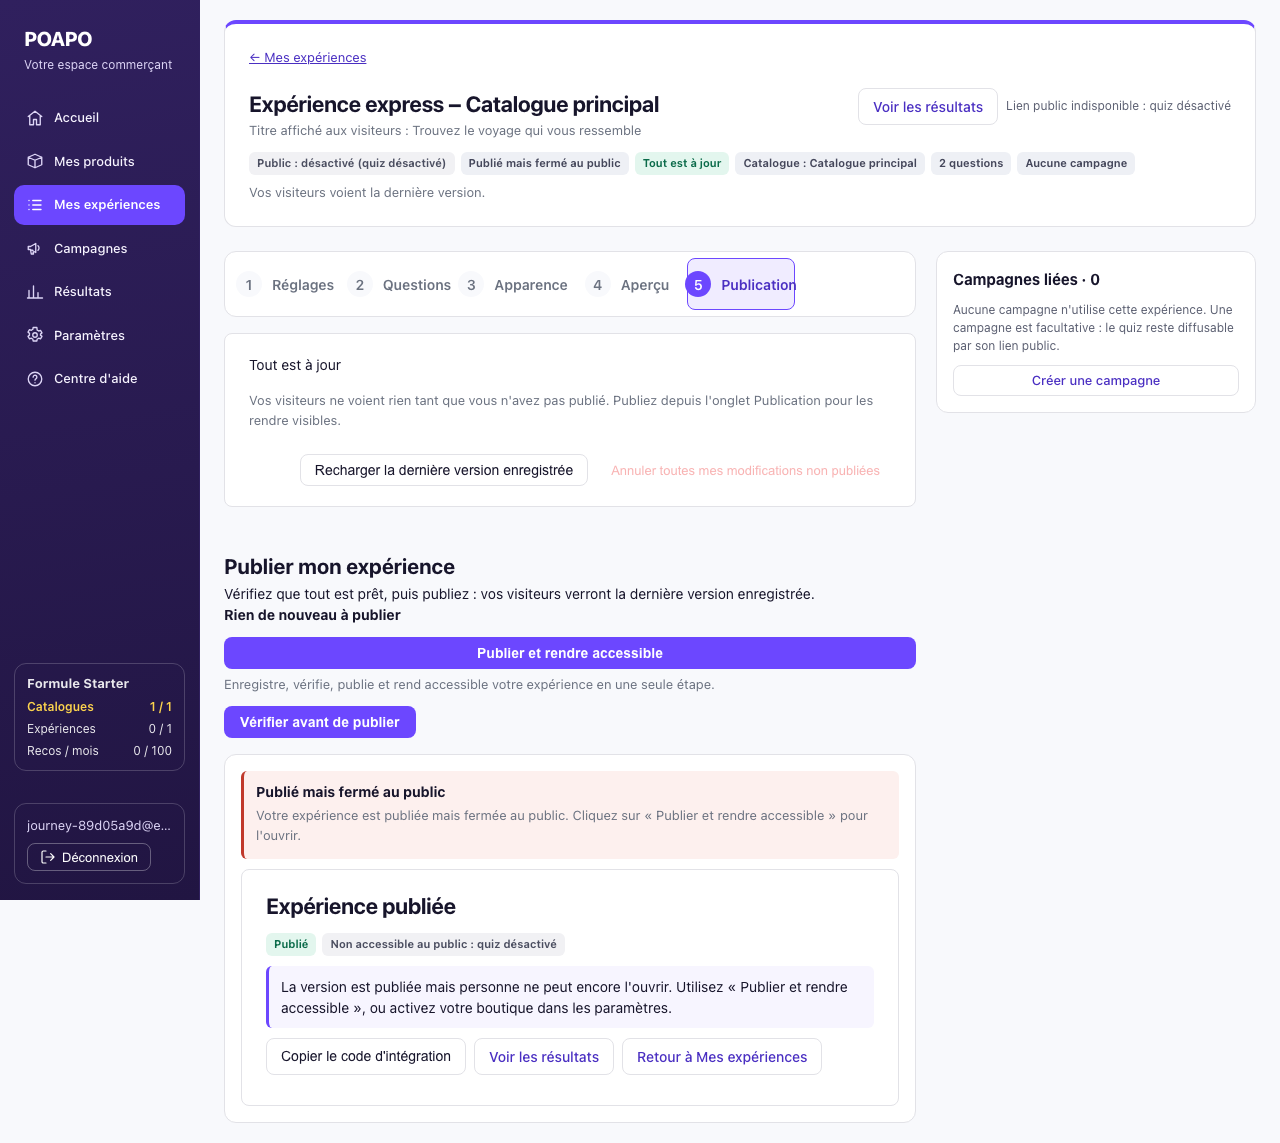 POAPO
Votre espace commerçant
Accueil
Mes produits
Mes expériences
Campagnes
Résultats
Paramètres
Centre d'aide
Formule Starter
Catalogues 1 / 1
Expériences 0 / 1
Recos / mois 0 / 100
journey-89d05a9d@e...
Déconnexion
← Mes expériences
Expérience express – Catalogue principal
Voir les résultats
Lien public indisponible : quiz désactivé
Titre affiché aux visiteurs : Trouvez le voyage qui vous ressemble
Public : désactivé (quiz désactivé) Publié mais fermé au public Tout est à jour Catalogue : Catalogue principal 2 questions Aucune campagne
Vos visiteurs voient la dernière version.
1 Réglages 2 Questions 3 Apparence 4 Aperçu 5 Publication
Tout est à jour
Vos visiteurs ne voient rien tant que vous n'avez pas publié. Publiez depuis l'onglet Publication pour les
rendre visibles.
Recharger la dernière version enregistrée Annuler toutes mes modifications non publiées
Campagnes liées · 0
Aucune campagne n'utilise cette expérience. Une
campagne est facultative : le quiz reste diffusable
par son lien public.
Créer une campagne
Publier mon expérience
Vérifiez que tout est prêt, puis publiez : vos visiteurs verront la dernière version enregistrée.
Rien de nouveau à publier
Publier et rendre accessible
Enregistre, vérifie, publie et rend accessible votre expérience en une seule étape.
Vérifier avant de publier
Publié mais fermé au public
Votre expérience est publiée mais fermée au public. Cliquez sur « Publier et rendre accessible » pour
l'ouvrir.
Expérience publiée
Publié Non accessible au public : quiz désactivé
La version est publiée mais personne ne peut encore l'ouvrir. Utilisez « Publier et rendre
accessible », ou activez votre boutique dans les paramètres.
Copier le code d'intégration Voir les résultats Retour à Mes expériences